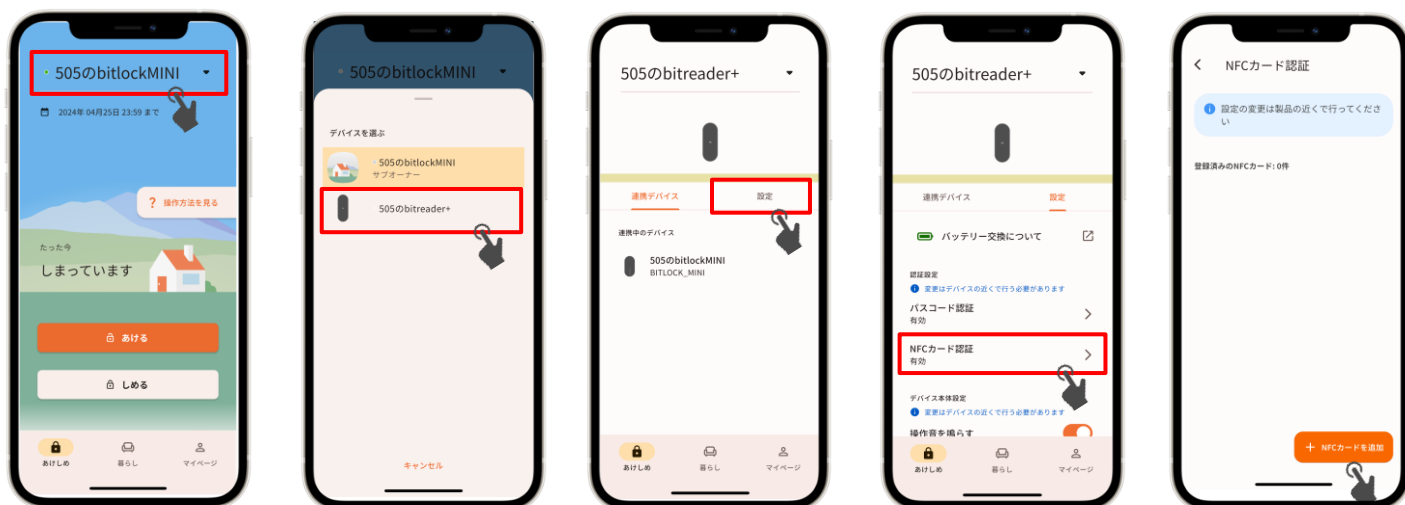 505のbitlockMINI
2024年 04月25日 23:59 まで
? 操作方法を見る
たった今
しまっています
あける
しめる
あけしめ
暮らし
マイページ
505のbitlockMINI
デバイスを選ぶ
505のbitlockMINI
サブオーナー
505のbitreader+
キャンセル
505のbitreader+
連携デバイス
設定
連携中のデバイス
505のbitlockMINI
BITLOCK_MINI
あけしめ
暮らし
マイページ
505のbitreader+
連携デバイス
設定
バッテリー交換について
認証設定
変更はデバイスの近くで行う必要があります
パスコード認証
有効
NFCカード認証
有効
デバイス本体設定
変更はデバイスの近くで行う必要があります
操作音を鳴らす
あけしめ
暮らし
マイページ
NFCカード認証
設定の変更は製品の近くで行ってくださ
い
登録済みのNFCカード: 0件
+ NFCカードを追加